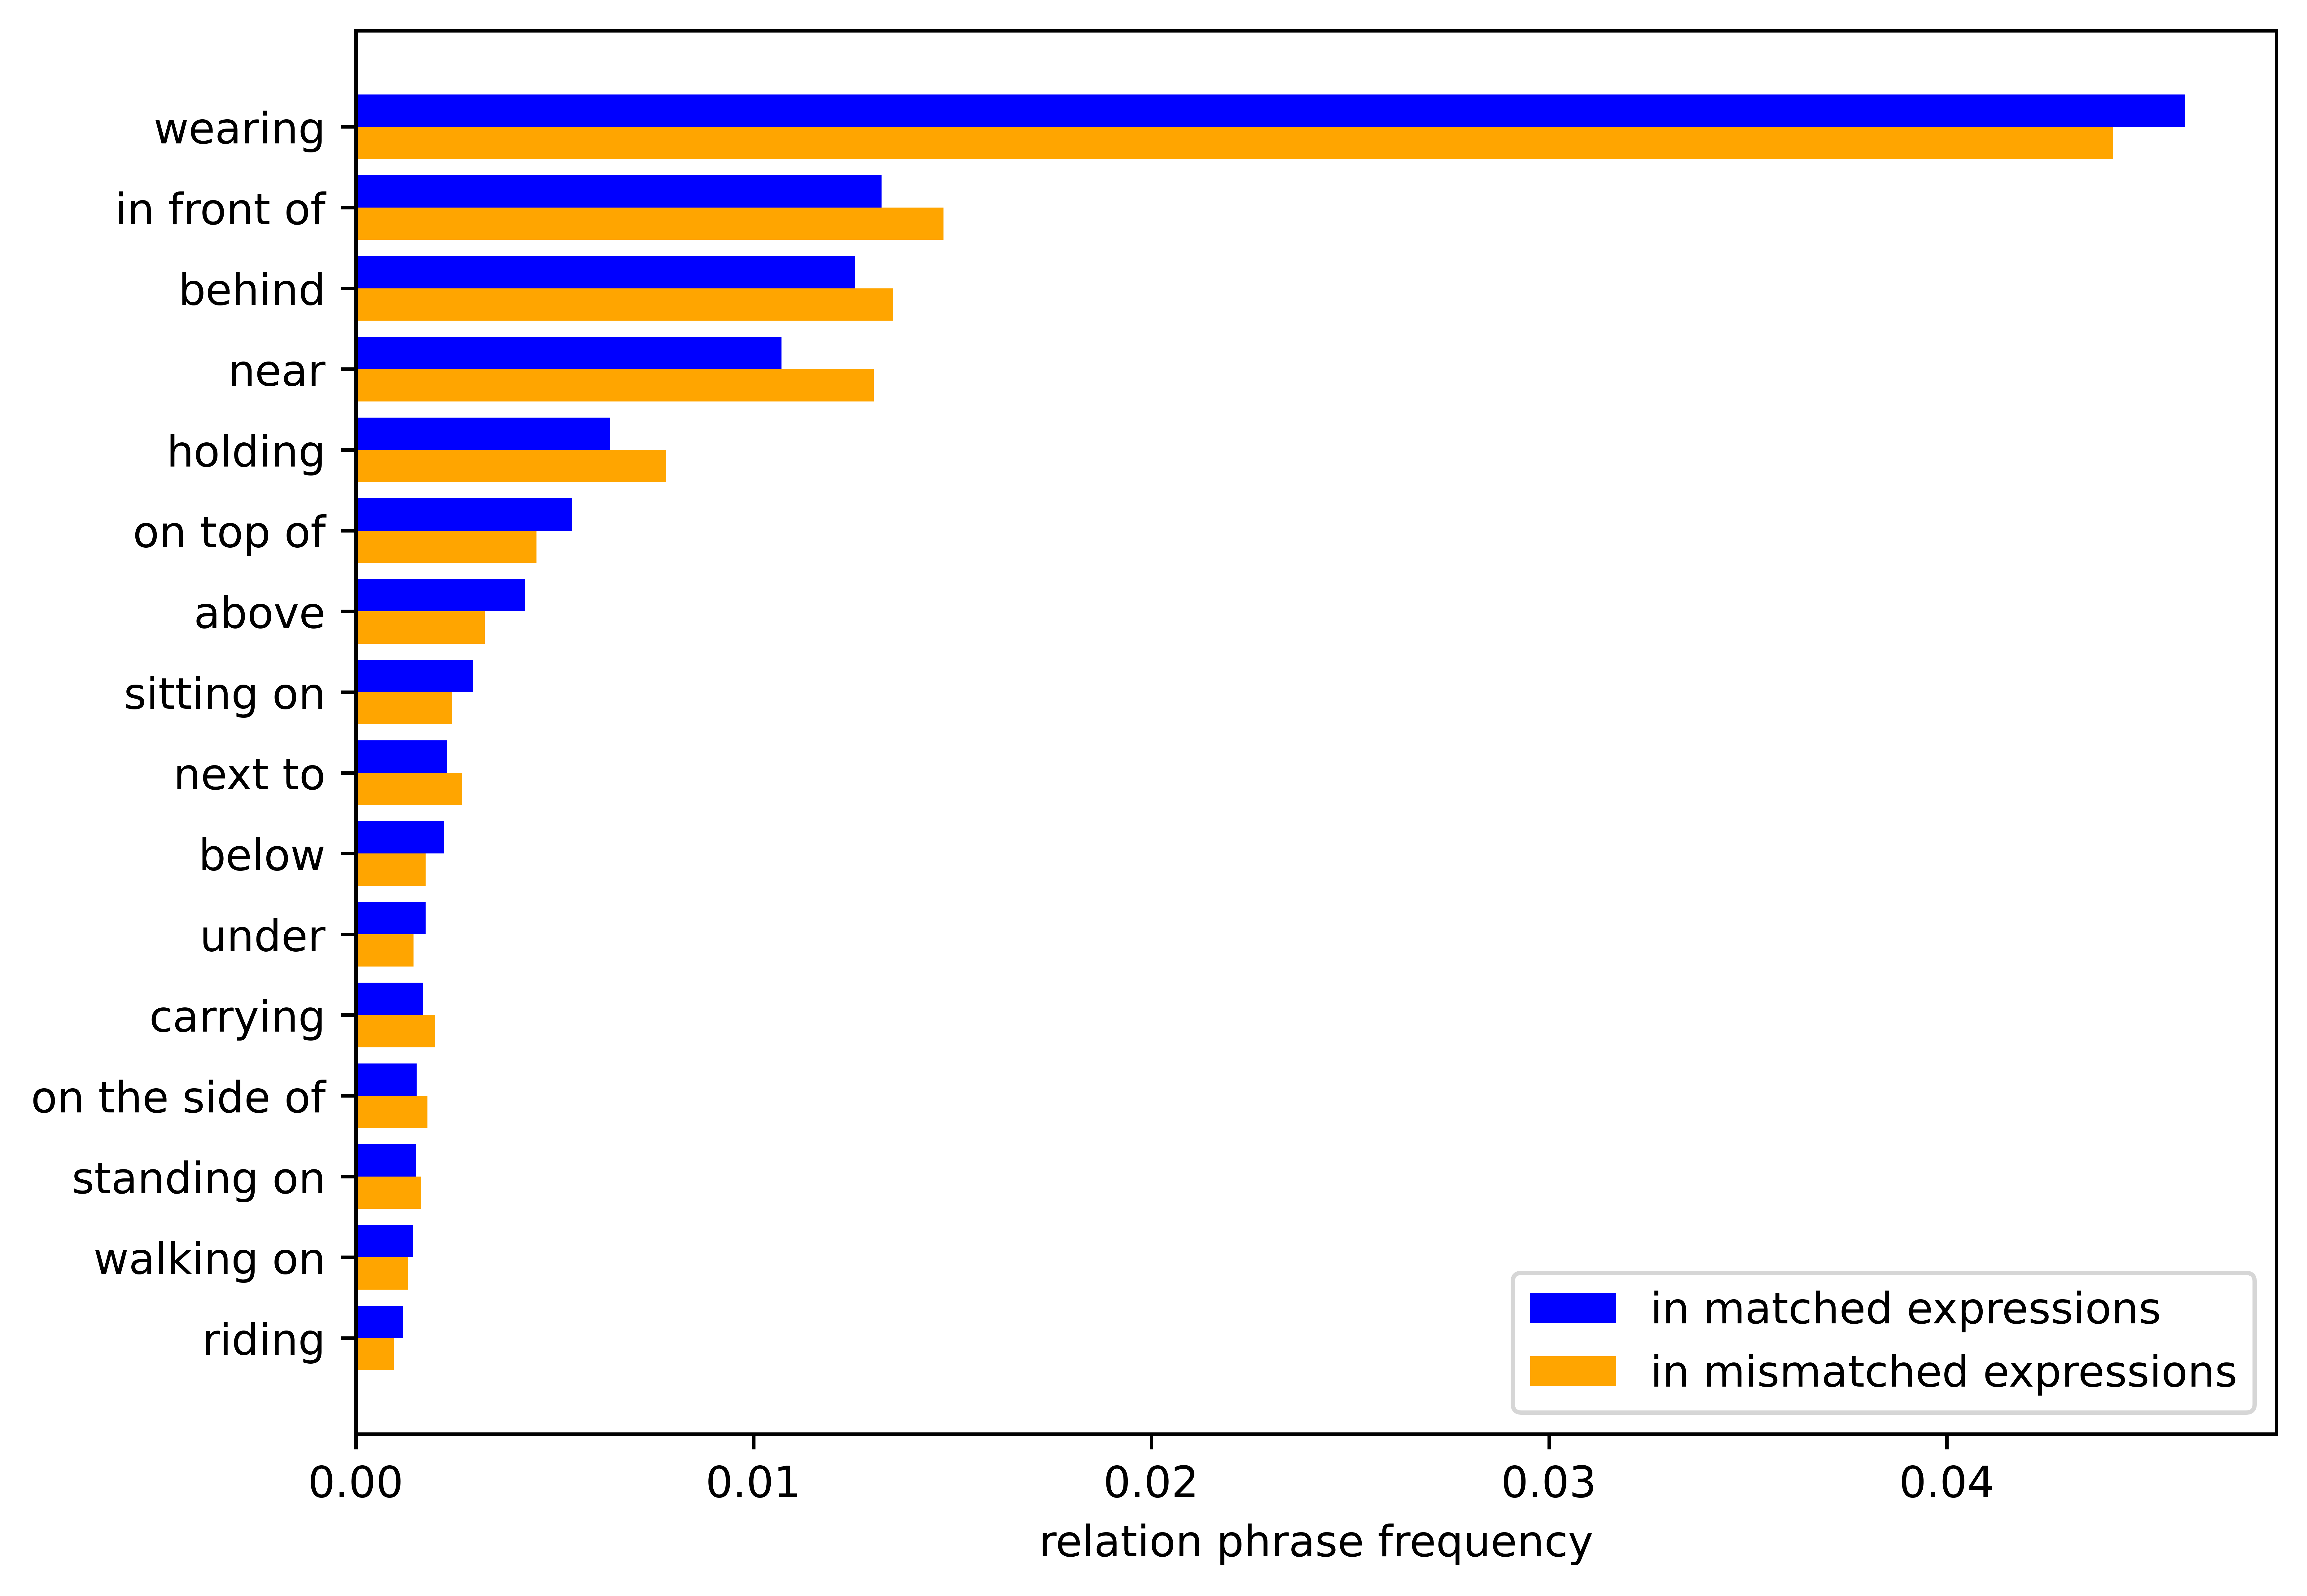 wearing
in front of
behind
near
holding
on top of
above
sitting on
next to
below
under
carrying
on the side of
standing on
walking on
riding
in matched expressions
in mismatched expressions
0.00 0.01 0.02 0.03 0.04
relation phrase frequency